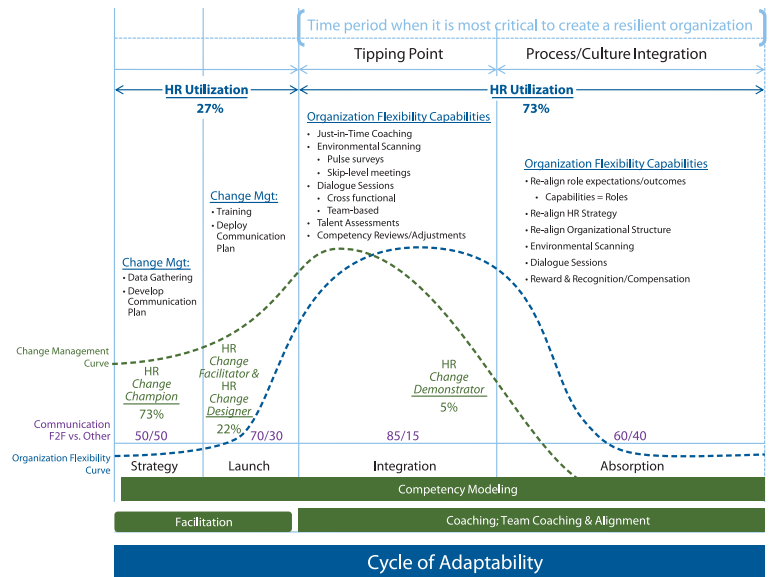 Time period when it is most critical to create a resilient organization
Tipping Point
Process/Culture Integration
HR Utilization
27%
HR Utilization
73%
Organization Flexibility Capabilities
• Just-in-Time Coaching
• Environmental Scanning
• Pulse surveys
• Skip-level meetings
• Dialogue Sessions
• Cross functional
• Team-based
• Talent Assessments
• Competency Reviews/Adjustments
Organization Flexibility Capabilities
• Re-align role expectations/outcomes
• Capabilities = Roles
• Re-align HR Strategy
• Re-align Organizational Structure
• Environmental Scanning
• Dialogue Sessions
• Reward & Recognition/Compensation
Change Mgt:
• Training
• Deploy
Communication
Plan
Change Mgt:
• Data Gathering
• Develop
Communication
Plan
Change Management
Curve
HR
Change
Champion
73%
HR
Change
Facilitator &
HR
Change
Designer
22%
HR
Change
Demonstrator
5%
Communication
F2F vs. Other
50/50
70/30
85/15
60/40
Organization Flexibility
Curve
Strategy
Launch
Integration
Absorption
Competency Modeling
Facilitation
Coaching; Team Coaching & Alignment
Cycle of Adaptability